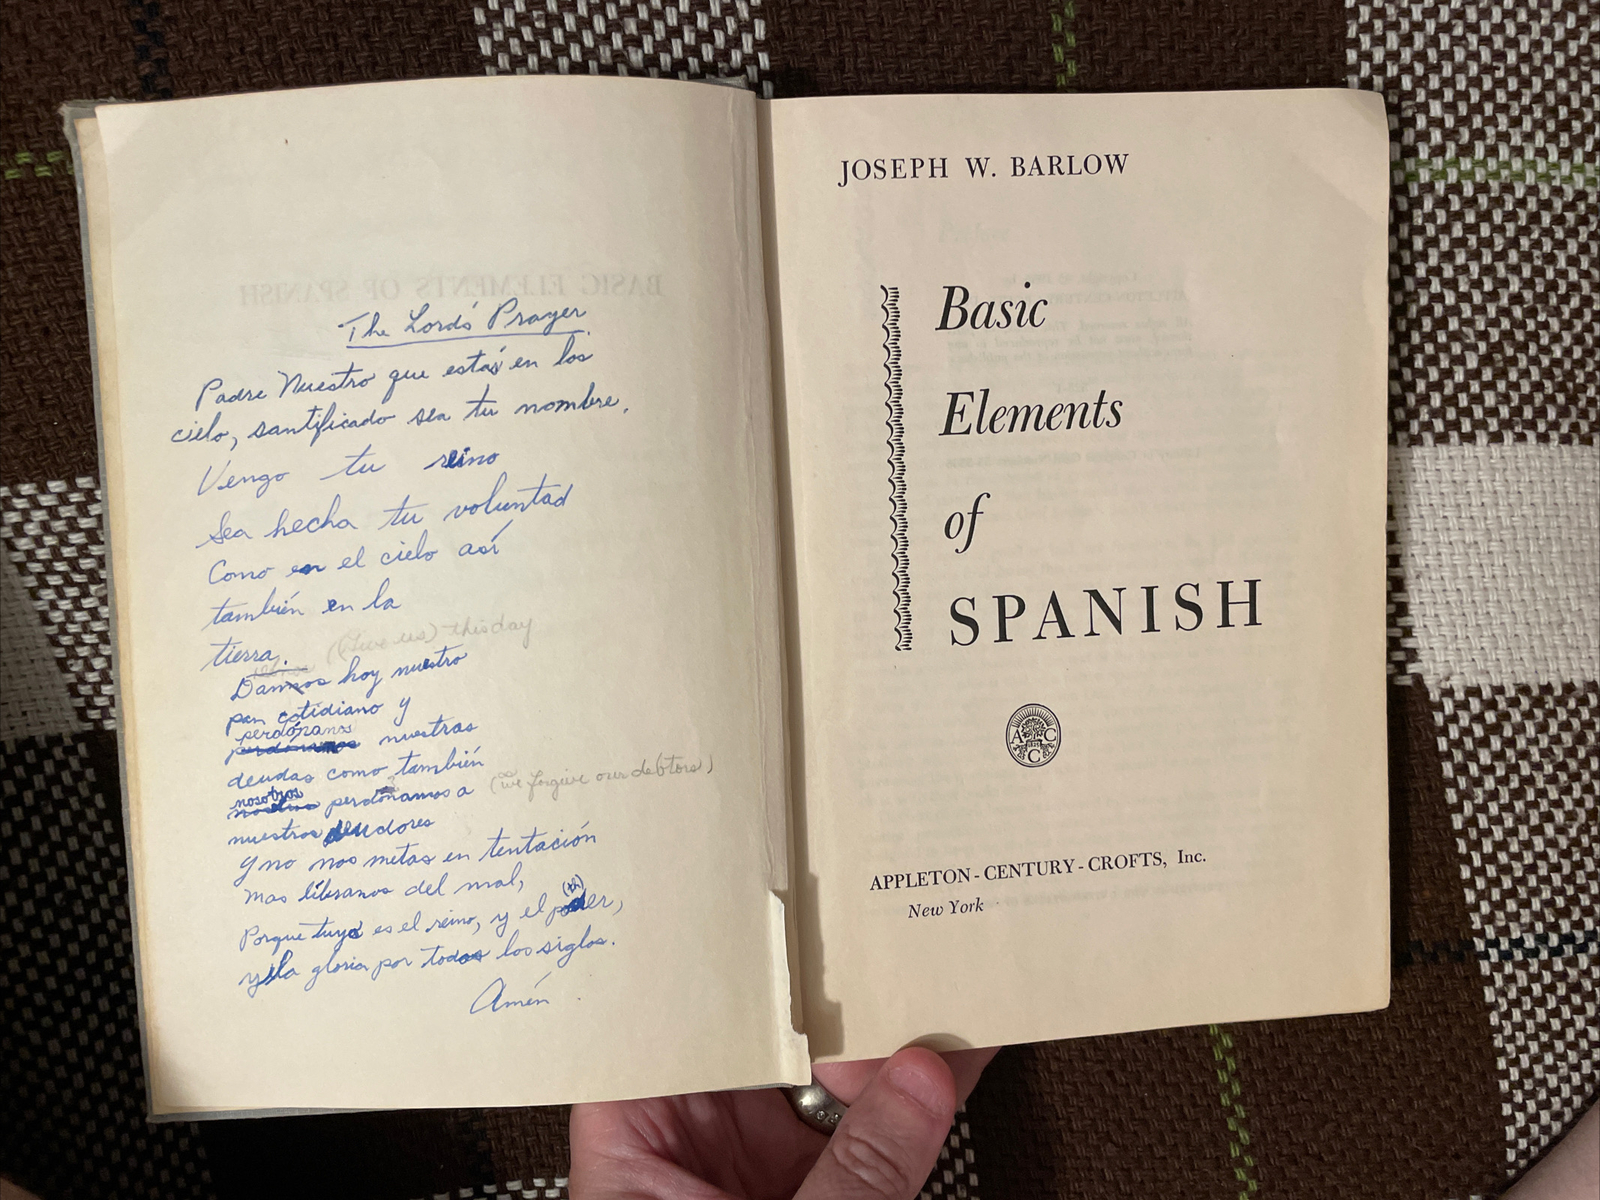 The Lord's Prayer
Padre Nuestro que estás en los
cielo, santificado sea tu nombre.
Vengo tu reino
Sea hecha tu voluntad
Como en el cielo así
también en la
tierra.
(Give us) this day
Dannos hoy nuestro
pan cotidiano y
perdónanos
nuestras
deudas como también
nosotros
perdonamos a (we forgive our debtors)
nuestros deudores
y no nos metas en tentación
mas líbranos del mal,
(th)
Porque tuyo es el reino, y el poder,
y la gloria por todos los siglos.
Amén
JOSEPH W. BARLOW
Basic
Elements
of
SPANISH
A C C
APPLETON-CENTURY-CROFTS, Inc.
New York